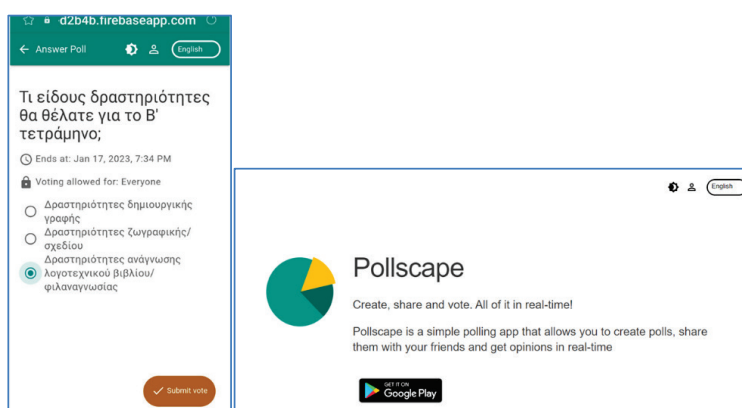 d2b4b.firebaseapp.com
Answer Poll
English
Τι είδους δραστηριότητες
θα θέλατε για το Β'
τετράμηνο;
Ends at: Jan 17, 2023, 7:34 PM
Voting allowed for: Everyone
Δραστηριότητες δημιουργικής
γραφής
Δραστηριότητες ζωγραφικής/
σχεδίου
Δραστηριότητες ανάγνωσης
λογοτεχνικού βιβλίου/
φιλαναγνωσίας
Submit vote
English
Pollscape
Create, share and vote. All of it in real-time!
Pollscape is a simple polling app that allows you to create polls, share
them with your friends and get opinions in real-time
GET IT ON
Google Play